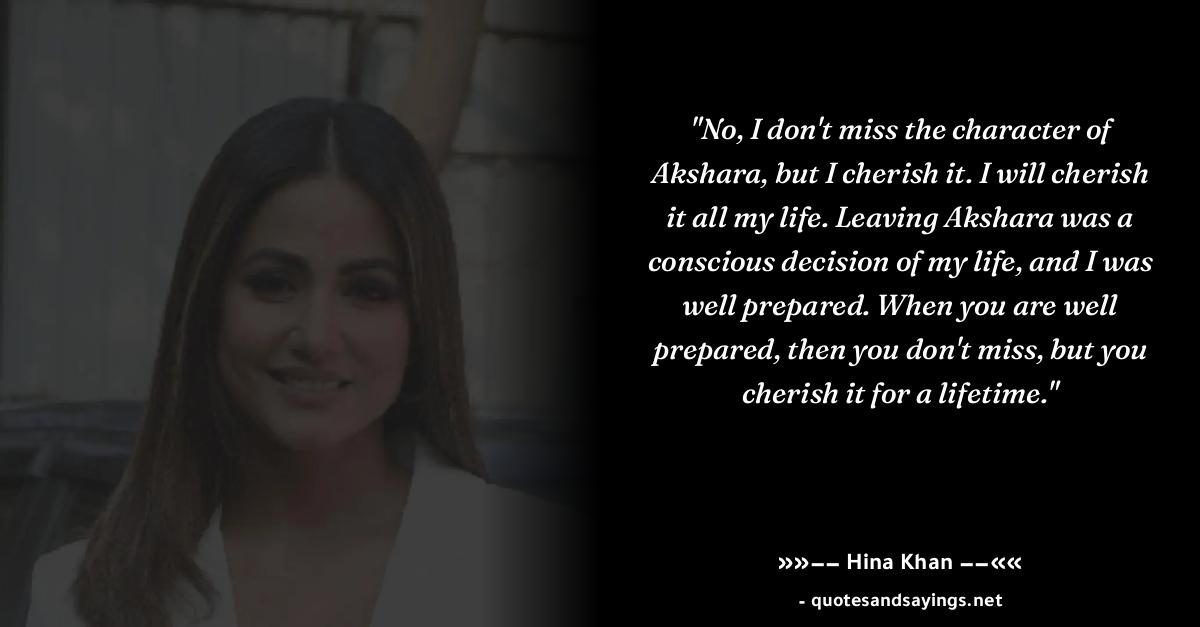 "No, I don't miss the character of
Akshara, but I cherish it. I will cherish
it all my life. Leaving Akshara was a
conscious decision of my life, and I was
well prepared. When you are well
prepared, then you don't miss, but you
cherish it for a lifetime."
»»−− Hina Khan −−««
- quotesandsayings.net